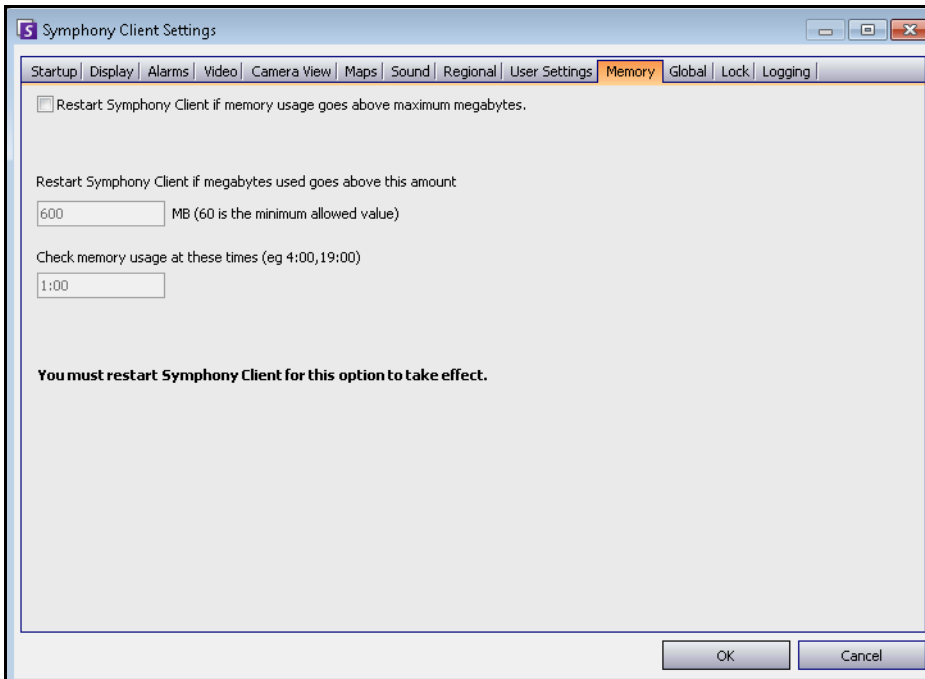 Symphony Client Settings
Startup Display Alarms Video Camera View Maps Sound Regional User Settings Memory Global Lock Logging
Restart Symphony Client if memory usage goes above maximum megabytes.
Restart Symphony Client if megabytes used goes above this amount
600 MB (60 is the minimum allowed value)
Check memory usage at these times (eg 4:00,19:00)
1:00
You must restart Symphony Client for this option to take effect.
OK Cancel